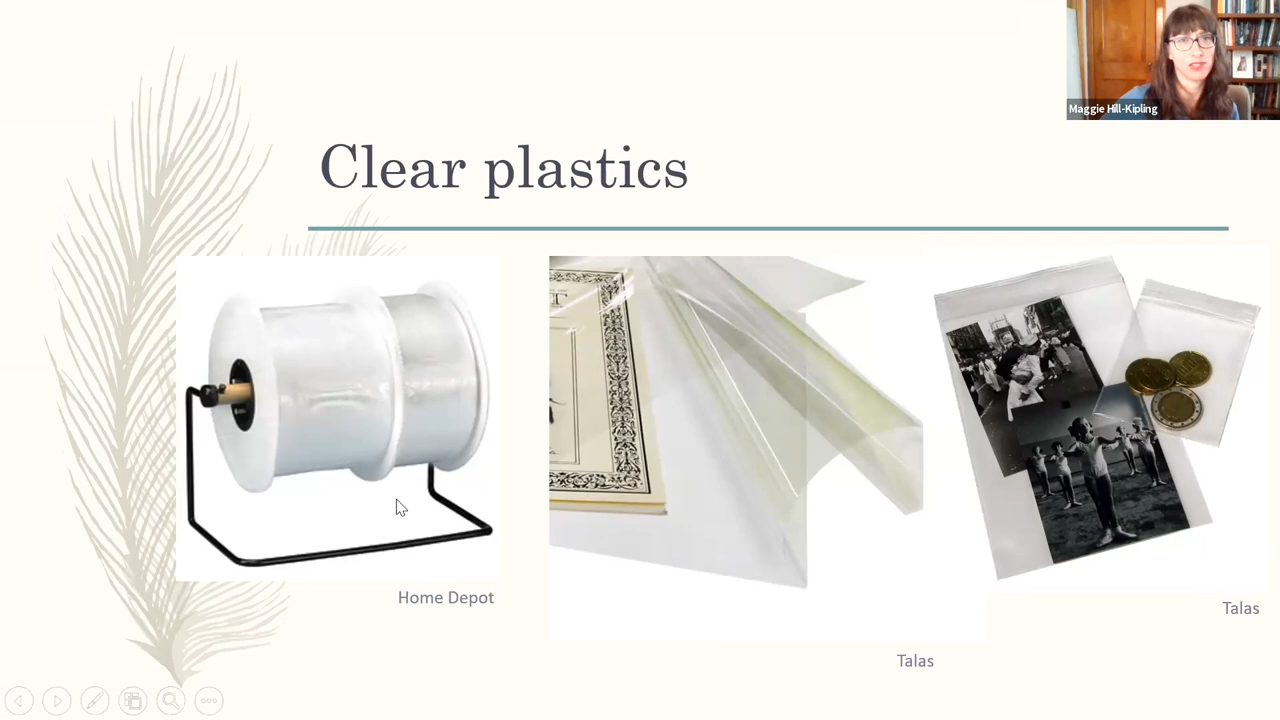 Maggie Hill-Kipling
Clear plastics
Home Depot
Talas
Talas